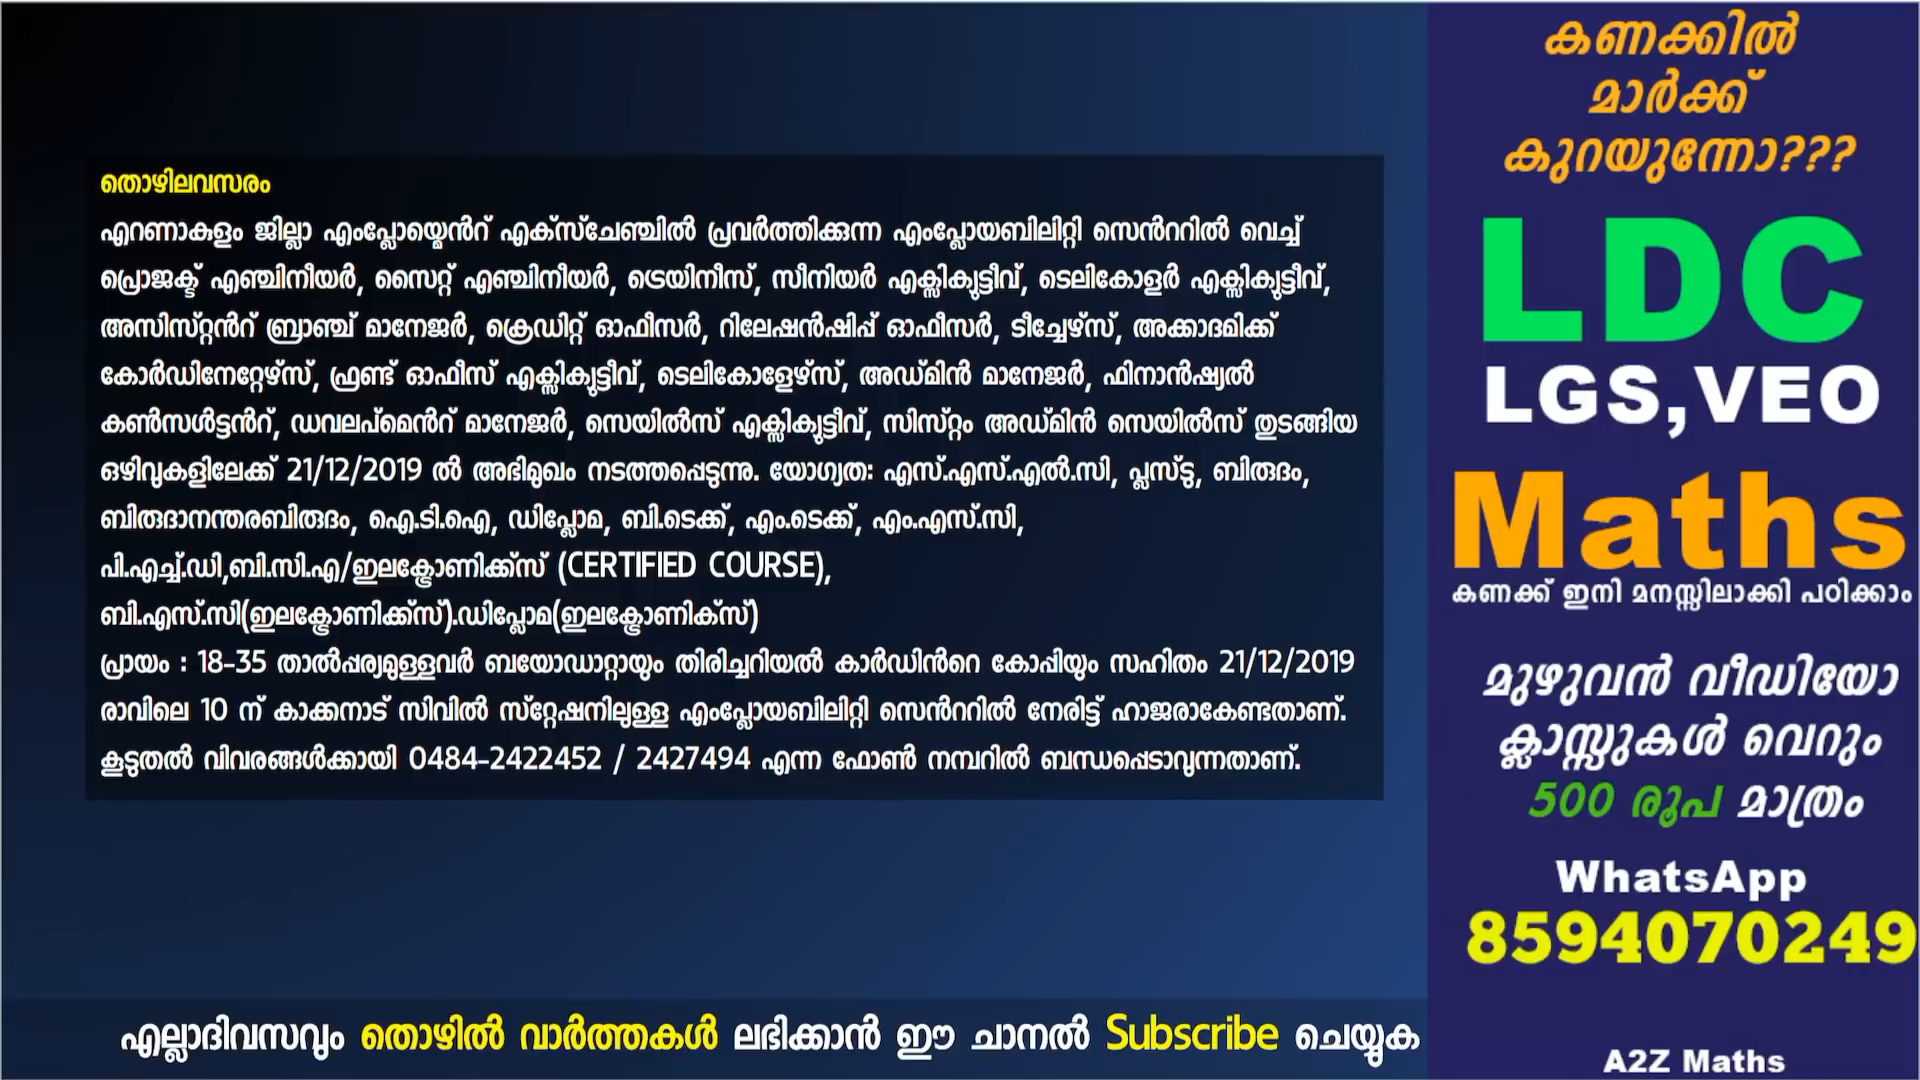 തൊഴിലവസരം
എറണാകുളം ജില്ലാ എംപ്ലോയ്മെൻറ് എക്സ്ചേഞ്ചിൽ പ്രവർത്തിക്കുന്ന എംപ്ലോയബിലിറ്റി സെൻററിൽ വെച്ച്
പ്രൊജക്ട് എഞ്ചിനീയർ, സൈറ്റ് എഞ്ചിനീയർ, ട്രെയിനീസ്, സീനിയർ എക്സിക്യുട്ടീവ്, ടെലികോളർ എക്സിക്യുട്ടീവ്,
അസിസ്റ്റൻറ് ബ്രാഞ്ച് മാനേജർ, ക്രെഡിറ്റ് ഓഫീസർ, റിലേഷൻഷിപ്പ് ഓഫീസർ, ടീച്ചേഴ്സ്, അക്കാദമിക്ക്
കോർഡിനേറ്റേഴ്സ്, ഫ്രണ്ട് ഓഫീസ് എക്സിക്യുട്ടീവ്, ടെലികോളേഴ്സ്, അഡ്മിൻ മാനേജർ, ഫിനാൻഷ്യൽ
കൺസൾട്ടൻറ്, ഡവലപ്മെൻറ് മാനേജർ, സെയിൽസ് എക്സിക്യുട്ടീവ്, സിസ്റ്റം അഡ്മിൻ സെയിൽസ് തുടങ്ങിയ
ഒഴിവുകളിലേക്ക് 21/12/2019 ൽ അഭിമുഖം നടത്തപ്പെടുന്നു. യോഗ്യത: എസ്.എസ്.എൽ.സി, പ്ലസ്ടു, ബിരുദം,
ബിരുദാനന്തരബിരുദം, ഐ.ടി.ഐ, ഡിപ്ലോമ, ബി.ടെക്ക്, എം.ടെക്ക്, എം.എസ്.സി,
പി.എച്ച്.ഡി,ബി.സി.എ/ഇലക്ട്രോണിക്ക്സ് (CERTIFIED COURSE),
ബി.എസ്.സി(ഇലക്ട്രോണിക്ക്സ്).ഡിപ്ലോമ(ഇലക്ട്രോണിക്സ്)
പ്രായം : 18-35 താൽപ്പര്യമുള്ളവർ ബയോഡാറ്റായും തിരിച്ചറിയൽ കാർഡിൻറെ കോപ്പിയും സഹിതം 21/12/2019
രാവിലെ 10 ന് കാക്കനാട് സിവിൽ സ്റ്റേഷനിലുള്ള എംപ്ലോയബിലിറ്റി സെൻററിൽ നേരിട്ട് ഹാജരാകേണ്ടതാണ്.
കൂടുതൽ വിവരങ്ങൾക്കായി 0484-2422452 / 2427494 എന്ന ഫോൺ നമ്പറിൽ ബന്ധപ്പെടാവുന്നതാണ്.
എല്ലാദിവസവും തൊഴിൽ വാർത്തകൾ ലഭിക്കാൻ ഈ ചാനൽ Subscribe ചെയ്യുക
കണക്കിൽ
മാർക്ക്
കുറയുന്നോ???
LDC
LGS,VEO
Maths
കണക്ക് ഇനി മനസ്സിലാക്കി പഠിക്കാം
മുഴുവൻ വീഡിയോ
ക്ലാസ്സുകൾ വെറും
500 രൂപ മാത്രം
WhatsApp
8594070249
A2Z Maths